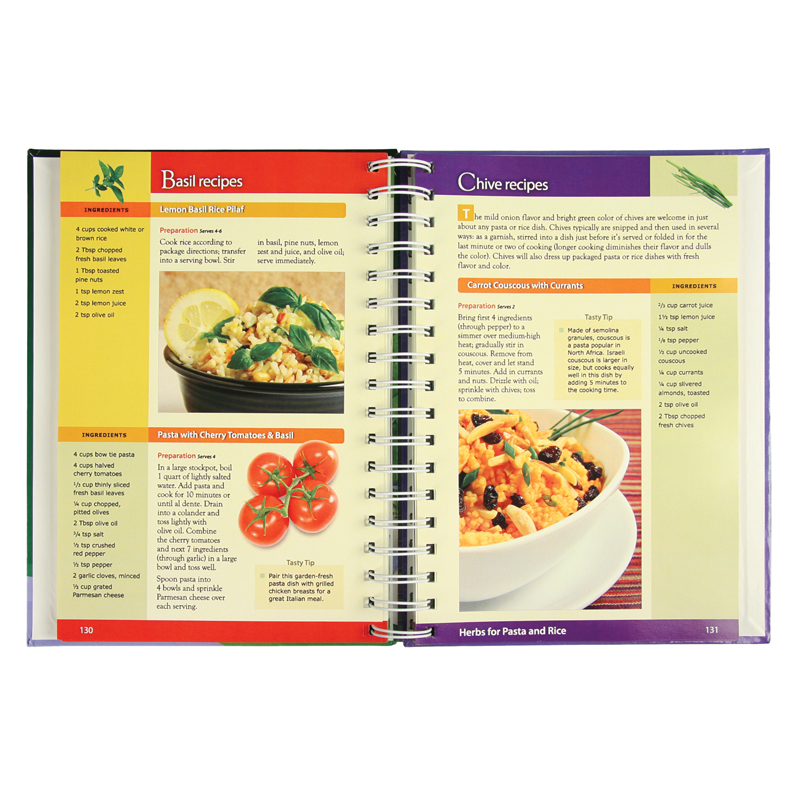 Basil recipes
INGREDIENTS
4 cups cooked white or
brown rice
2 Tbsp chopped
fresh basil leaves
1 Tbsp toasted
pine nuts
1 tsp lemon zest
2 tsp lemon juice
2 tsp olive oil
Lemon Basil Rice Pilaf
Preparation Serves 4-6
Cook rice according to
package directions; transfer
into a serving bowl. Stir
in basil, pine nuts, lemon
zest and juice, and olive oil;
serve immediately.
INGREDIENTS
4 cups bow tie pasta
4 cups halved
cherry tomatoes
1/3 cup thinly sliced
fresh basil leaves
¼ cup chopped,
pitted olives
2 Tbsp olive oil
¾ tsp salt
½ tsp crushed
red pepper
½ tsp pepper
2 garlic cloves, minced
½ cup grated
Parmesan cheese
Pasta with Cherry Tomatoes & Basil
Preparation Serves 4
In a large stockpot, boil
1 quart of lightly salted
water. Add pasta and
cook for 10 minutes or
until al dente. Drain
into a colander and
toss lightly with
olive oil. Combine
the cherry tomatoes
and next 7 ingredients
(through garlic) in a large
bowl and toss well.
Spoon pasta into
4 bowls and sprinkle
Parmesan cheese over
each serving.
Tasty Tip
Pair this garden-fresh
pasta dish with grilled
chicken breasts for a
great Italian meal.
130
Chive recipes
The mild onion flavor and bright green color of chives are welcome in just
about any pasta or rice dish. Chives typically are snipped and then used in several
ways: as a garnish, stirred into a dish just before it's served or folded in for the
last minute or two of cooking (longer cooking diminishes their flavor and dulls
the color). Chives will also dress up packaged pasta or rice dishes with fresh
flavor and color.
Carrot Couscous with Currants
Preparation Serves 2
Bring first 4 ingredients
(through pepper) to a
simmer over medium-high
heat; gradually stir in
couscous. Remove from
heat, cover and let stand
5 minutes. Add in currants
and nuts. Drizzle with oil;
sprinkle with chives; toss
to combine.
Tasty Tip
Made of semolina
granules, couscous is
a pasta popular in
North Africa. Israeli
couscous is larger in
size, but cooks equally
well in this dish by
adding 5 minutes to
the cooking time.
INGREDIENTS
2/3 cup carrot juice
1½ tsp lemon juice
¼ tsp salt
¼ tsp pepper
½ cup uncooked
couscous
¼ cup currants
¼ cup slivered
almonds, toasted
2 tsp olive oil
2 Tbsp chopped
fresh chives
Herbs for Pasta and Rice
131